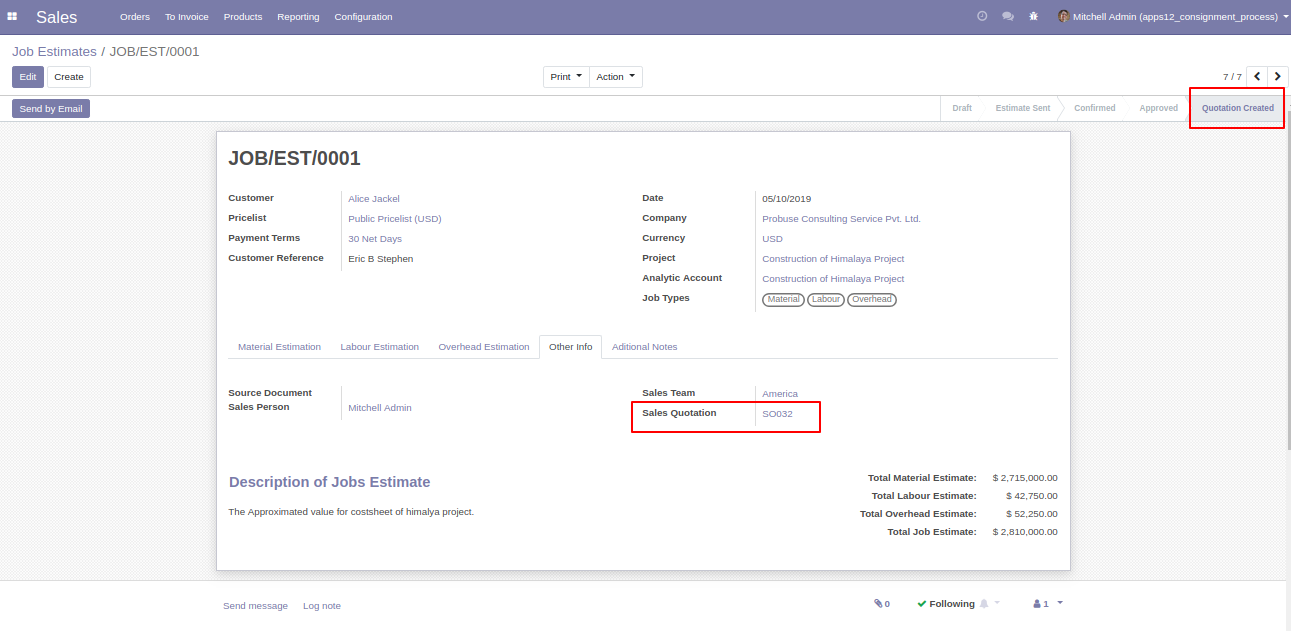 Sales Orders To Invoice Products Reporting Configuration Mitchell Admin (apps12_consignment_process)
Job Estimates / JOB/EST/0001
Edit Create Print Action 7 / 7
Send by Email Draft Estimate Sent Confirmed Approved Quotation Created
JOB/EST/0001
Customer Alice Jackel Date 05/10/2019
Pricelist Public Pricelist (USD) Company Probuse Consulting Service Pvt. Ltd.
Payment Terms 30 Net Days Currency USD
Customer Reference Eric B Stephen Project Construction of Himalaya Project
Analytic Account Construction of Himalaya Project
Job Types Material Labour Overhead
Material Estimation Labour Estimation Overhead Estimation Other Info Aditional Notes
Source Document Sales Team America
Sales Person Mitchell Admin Sales Quotation SO032
Description of Jobs Estimate Total Material Estimate: $ 2,715,000.00
Total Labour Estimate: $ 42,750.00
The Approximated value for costsheet of himalya project. Total Overhead Estimate: $ 52,250.00
Total Job Estimate: $ 2,810,000.00
Send message Log note 0 Following 1